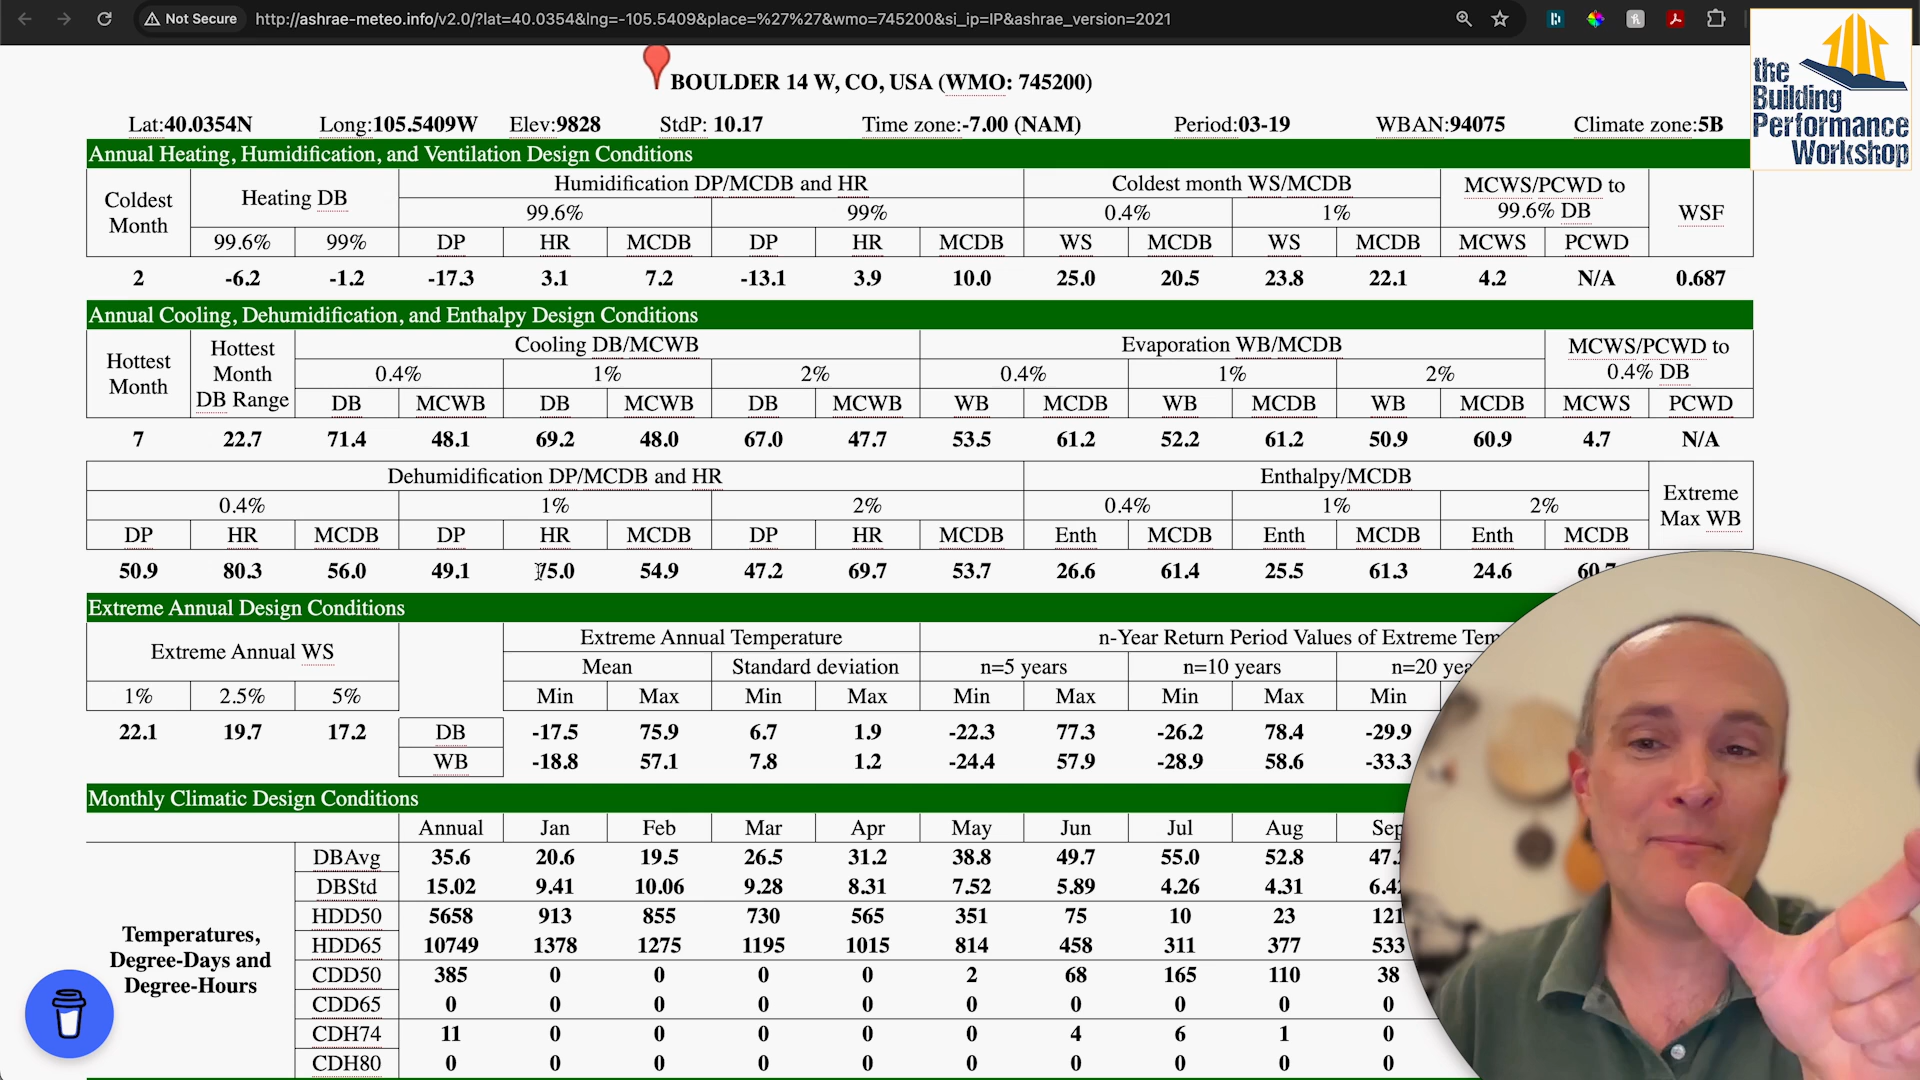 Not Secure http://ashrae-meteo.info/v2.0/?lat=40.0354&lng=-105.5409&place=%27%27&wmo=745200&si_ip=IP&ashrae_version=2021
the
Building
Performance
Workshop
BOULDER 14 W, CO, USA (WMO: 745200)
Lat:40.0354N Long:105.5409W Elev:9828 StdP: 10.17 Time zone:-7.00 (NAM) Period:03-19 WBAN:94075 Climate zone:5B
Annual Heating, Humidification, and Ventilation Design Conditions
Coldest Month Heating DB Humidification DP/MCDB and HR Coldest month WS/MCDB MCWS/PCWD to 99.6% DB WSF
99.6% 99% 0.4% 1%
99.6% 99% DP HR MCDB DP HR MCDB WS MCDB WS MCDB MCWS PCWD
2 -6.2 -1.2 -17.3 3.1 7.2 -13.1 3.9 10.0 25.0 20.5 23.8 22.1 4.2 N/A 0.687
Annual Cooling, Dehumidification, and Enthalpy Design Conditions
Hottest Month Hottest Month DB Range Cooling DB/MCWB Evaporation WB/MCDB MCWS/PCWD to 0.4% DB
0.4% 1% 2% 0.4% 1% 2%
DB MCWB DB MCWB DB MCWB WB MCDB WB MCDB WB MCDB MCWS PCWD
7 22.7 71.4 48.1 69.2 48.0 67.0 47.7 53.5 61.2 52.2 61.2 50.9 60.9 4.7 N/A
Dehumidification DP/MCDB and HR Enthalpy/MCDB Extreme Max WB
0.4% 1% 2% 0.4% 1% 2%
DP HR MCDB DP HR MCDB DP HR MCDB Enth MCDB Enth MCDB Enth MCDB
50.9 80.3 56.0 49.1 75.0 54.9 47.2 69.7 53.7 26.6 61.4 25.5 61.3 24.6
Extreme Annual Design Conditions
Extreme Annual WS Extreme Annual Temperature n-Year Return Period Values of Extreme
Mean Standard deviation n=5 years n=10 years n=20
1% 2.5% 5% Min Max Min Max Min Max Min Max Min
22.1 19.7 17.2 DB -17.5 75.9 6.7 1.9 -22.3 77.3 -26.2 78.4 -29.9
WB -18.8 57.1 7.8 1.2 -24.4 57.9 -28.9 58.6 -33.3
Monthly Climatic Design Conditions
Annual Jan Feb Mar Apr May Jun Jul Aug Sep
Temperatures, Degree-Days and Degree-Hours
DBAvg 35.6 20.6 19.5 26.5 31.2 38.8 49.7 55.0 52.8
DBStd 15.02 9.41 10.06 9.28 8.31 7.52 5.89 4.26 4.31
HDD50 5658 913 855 730 565 351 75 10 23 121
HDD65 10749 1378 1275 1195 1015 814 458 311 377 533
CDD50 385 0 0 0 0 2 68 165 110 38
CDD65 0 0 0 0 0 0 0 0 0 0
CDH74 11 0 0 0 0 0 4 6 1 0
CDH80 0 0 0 0 0 0 0 0 0 0